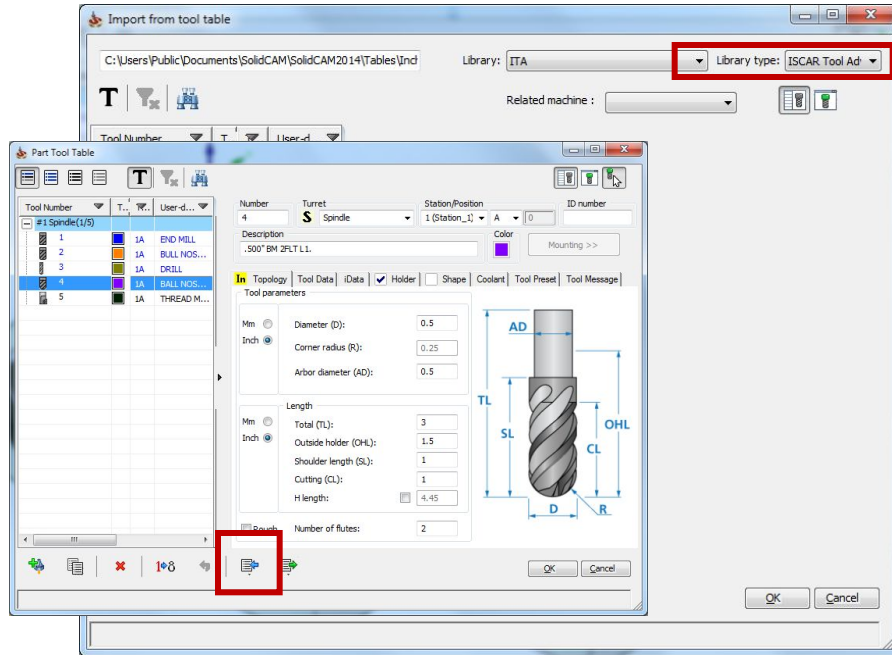 Import from tool table
C:\Users\Public\Documents\SolidCAM\SolidCAM2014\Tables\Inch
Library: ITA
Library type: ISCAR Tool Ad
T
Related machine :
Tool Number T User-d
Part Tool Table
T
Tool Number T.. User-d...
#1 Spindle(1/5)
1 1A END MILL
2 1A BULL NOS...
3 1A DRILL
4 1A BALL NOS...
5 1A THREAD M...
Number Turret Station/Position ID number
4 S Spindle 1 (Station_1) A 0
Description Color
.500" BM 2FLT L1. Mounting >>
In Topology Tool Data iData Holder Shape Coolant Tool Preset Tool Message
Tool parameters
Mm
Inch
Diameter (D): 0.5
Corner radius (R): 0.25
Arbor diameter (AD): 0.5
Length
Mm
Inch
Total (TL): 3
Outside holder (OHL): 1.5
Shoulder length (SL): 1
Cutting (CL): 1
H length: 4.45
Rough Number of flutes: 2
AD
TL
SL
OHL
CL
D
R
OK Cancel
OK Cancel